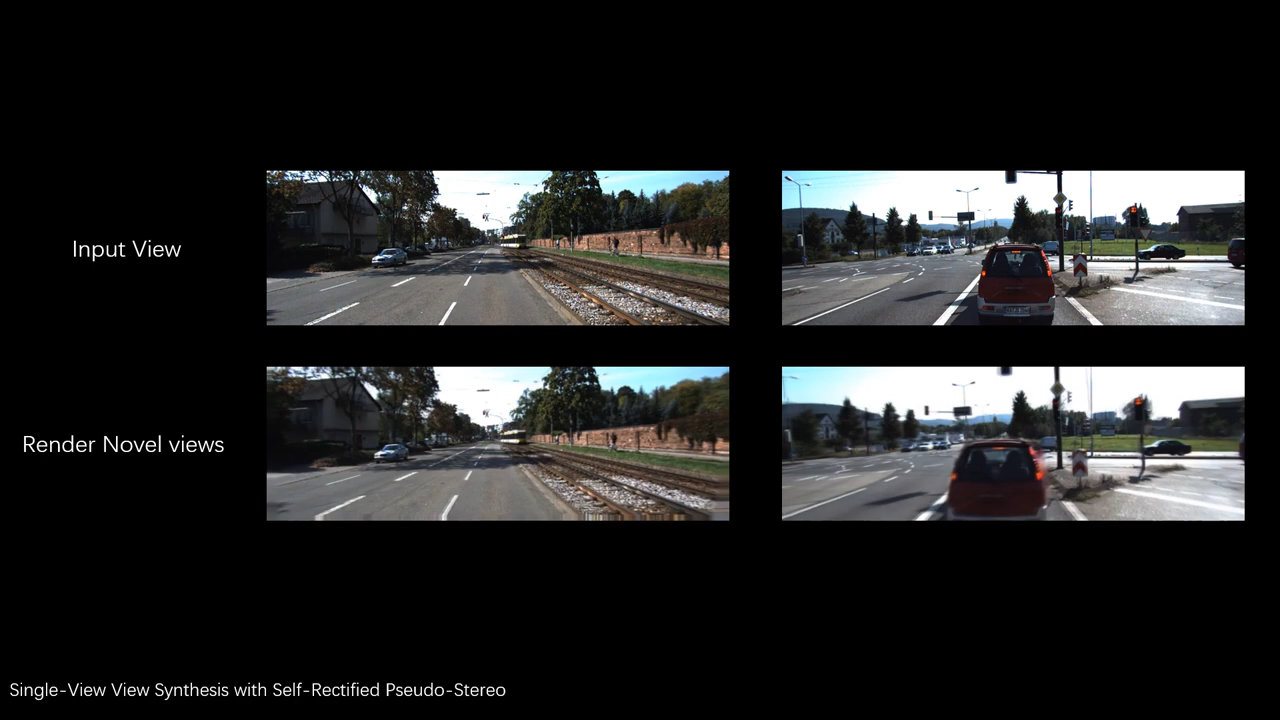 Input View
Render Novel views
Single-View View Synthesis with Self-Rectified Pseudo-Stereo